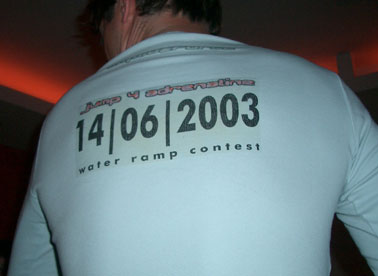 jump 4 adrenaline
14|06|2003
water ramp contest